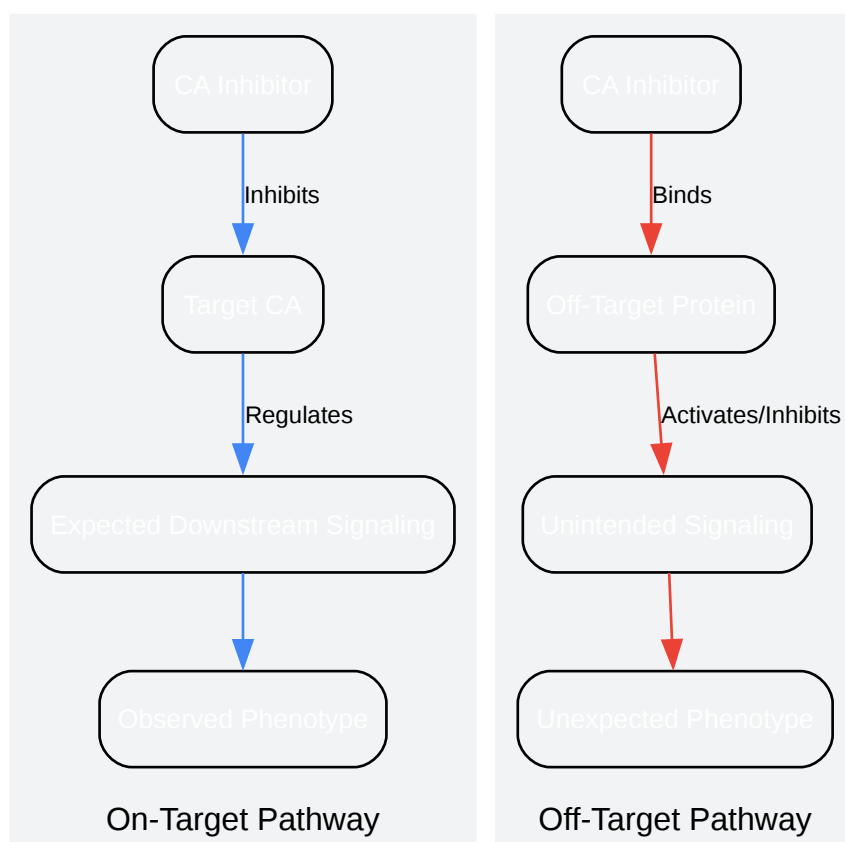 CA Inhibitor
Inhibits
Target CA
Regulates
Expected Downstream Signaling
Observed Phenotype
On-Target Pathway
CA Inhibitor
Binds
Off-Target Protein
Activates/Inhibits
Unintended Signaling
Unexpected Phenotype
Off-Target Pathway